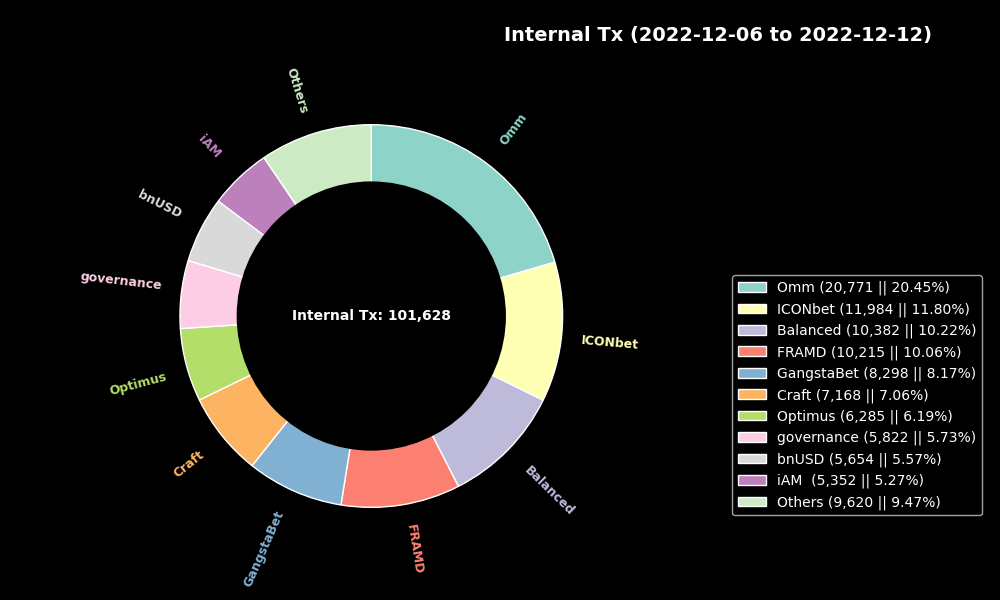 Internal Tx (2022-12-06 to 2022-12-12)
Others
Omm
iAM
bnUSD
governance
Internal Tx: 101,628
ICONbet
Optimus
Craft
Balanced
GangstaBet
FRAMD
Omm (20,771 || 20.45%)
ICONbet (11,984 || 11.80%)
Balanced (10,382 || 10.22%)
FRAMD (10,215 || 10.06%)
GangstaBet (8,298 || 8.17%)
Craft (7,168 || 7.06%)
Optimus (6,285 || 6.19%)
governance (5,822 || 5.73%)
bnUSD (5,654 || 5.57%)
iAM  (5,352 || 5.27%)
Others (9,620 || 9.47%)